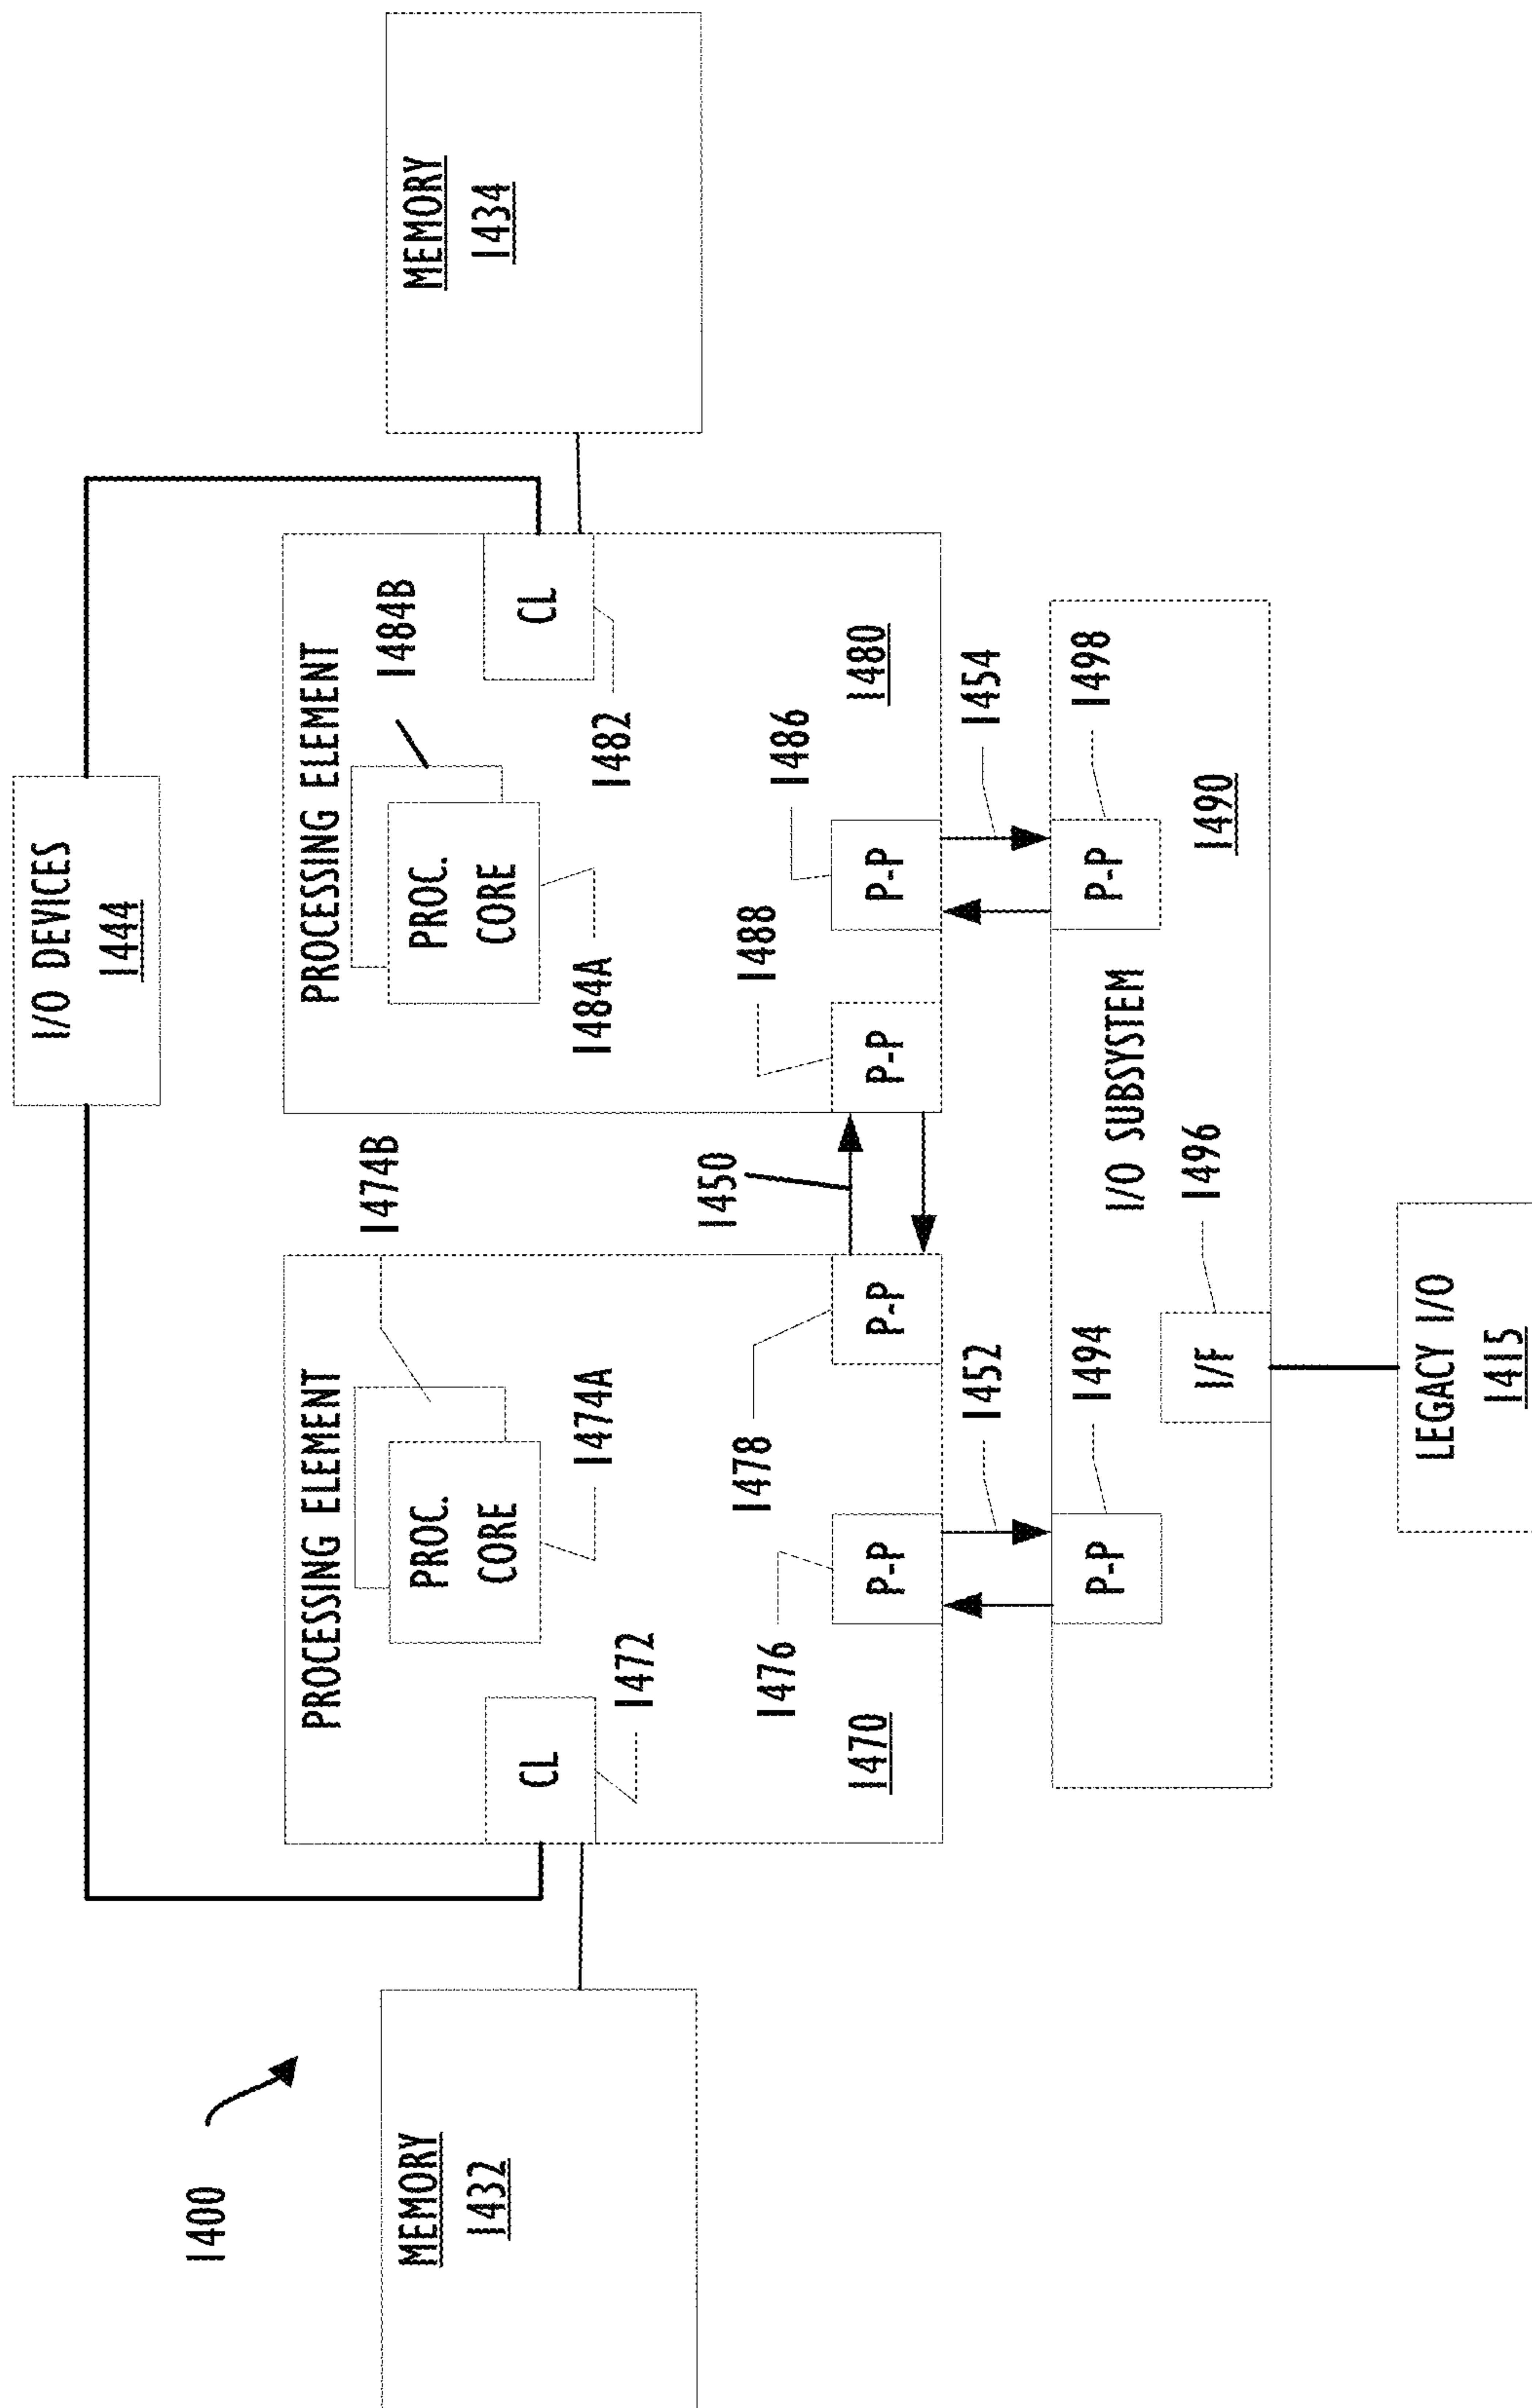 1400
I/O DEVICES
1444
MEMORY
1432
PROCESSING ELEMENT
1474B
PROC.
CORE
1474A
CL
1472
1478
P-P
1476
P-P
1470
1450
PROCESSING ELEMENT
1484B
PROC.
CORE
1484A
CL
1482
1488
P-P
1486
P-P
1480
MEMORY
1434
1452
1454
1494
P-P
I/O SUBSYSTEM
1496
I/F
1498
P-P
1490
LEGACY I/O
1415